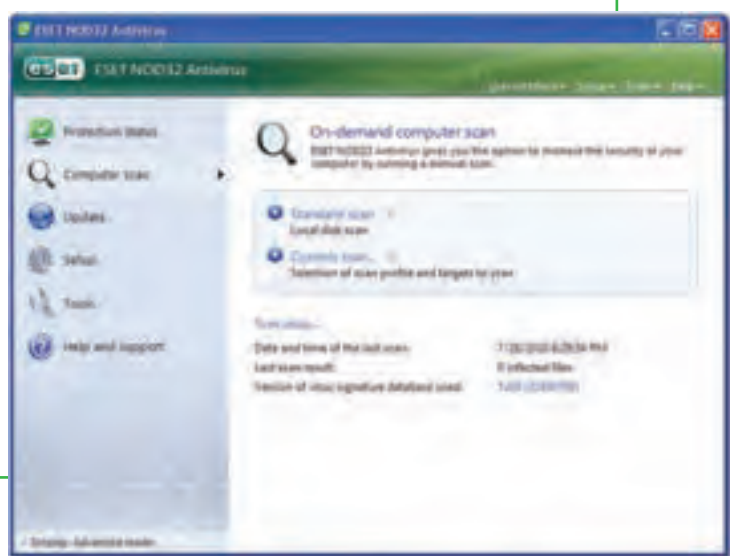 ESET NOD32 Antivirus
eset ESET NOD32 Antivirus
Protection status
Computer scan
Update
Setup
Tools
Help and support
On-demand computer scan
ESET NOD32 Antivirus gives you the option to the security of your
computer by running a manual scan.
Standard scan
Local disk scan
Custom scan...
Selection of scan profile and targets to scan
Date and time of the last scan:
Last scan result:
0 infected files
Version of virus signature database used:
Display: Advanced mode